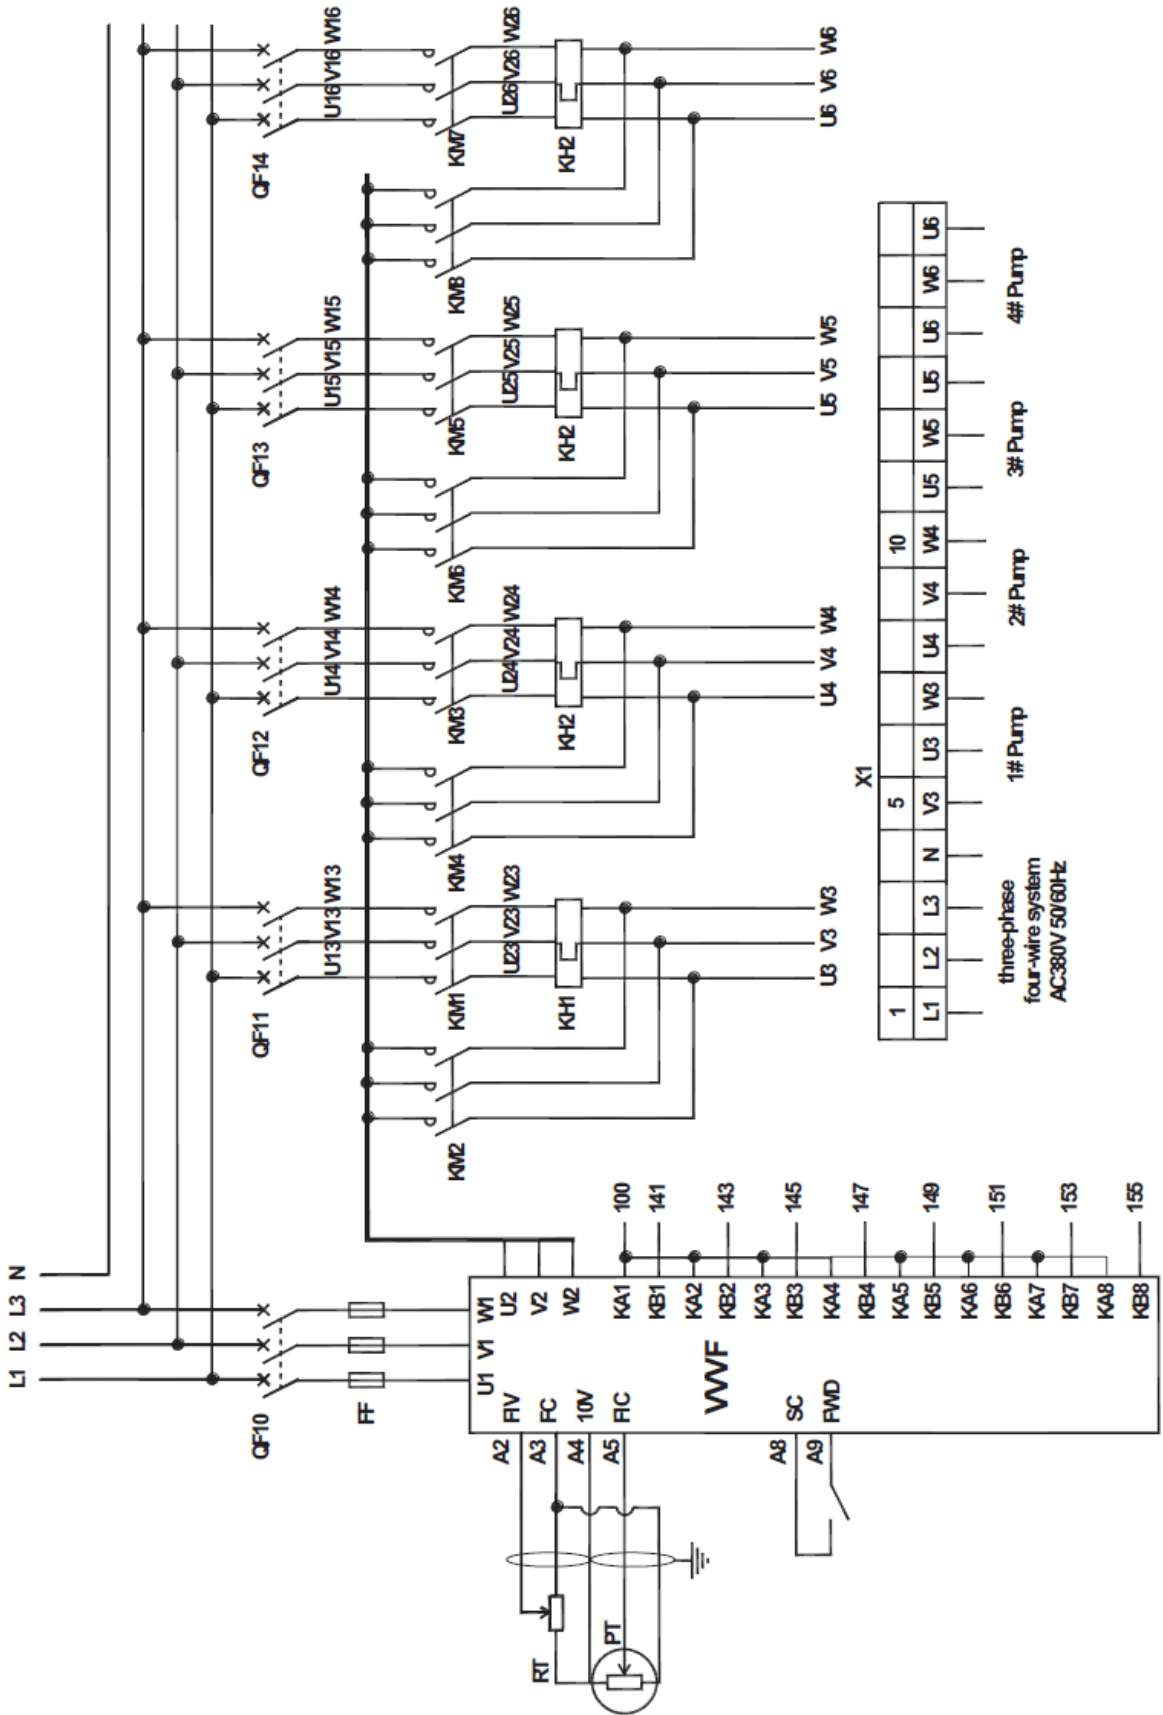 L1 L2 L3 N
QF10 QF11 QF12 QF13 QF14
U13 V13 W13 U14 V14 W14 U15 V15 W15 U16 V16 W16
FF
KM2 KM1 KM4 KM3 KM6 KM5 KM8 KM7
U1 V1 W1
U23 V23 W23 U24 V24 W24 U25 V25 W25 U26 V26 W26
A2 FIV U2
RT A3 FC V2
KH1 KH2 KH2 KH2
A4 10V W2
PT A5 FIC KA1 100
KB1 141
KA2
VVVF
KB2 143
KA3
A8 SC KB3 145
A9 FWD KA4
U3 V3 W3 U4 V4 W4 U5 V5 W5 U6 V6 W6
KB4 147
KA5
KB5 149
KA6
KB6 151
KA7
KB7 153
KA8
KB8 155
X1
1 5 10
L1 L2 L3 N V3 U3 W3 U4 V4 W4 U5 W5 U5 U6 W6 U6
three-phase
four-wire system
AC380V 50/60Hz
1# Pump 2# Pump 3# Pump 4# Pump